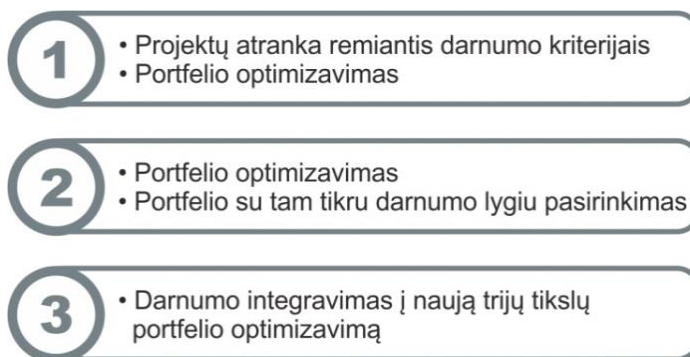 1
• Projektų atranka remiantis darnumo kriterijais
• Portfelio optimizavimas
2
• Portfelio optimizavimas
• Portfelio su tam tikru darnumo lygiu pasirinkimas
3
• Darnumo integravimas į naują trijų tikslų
portfelio optimizavimą